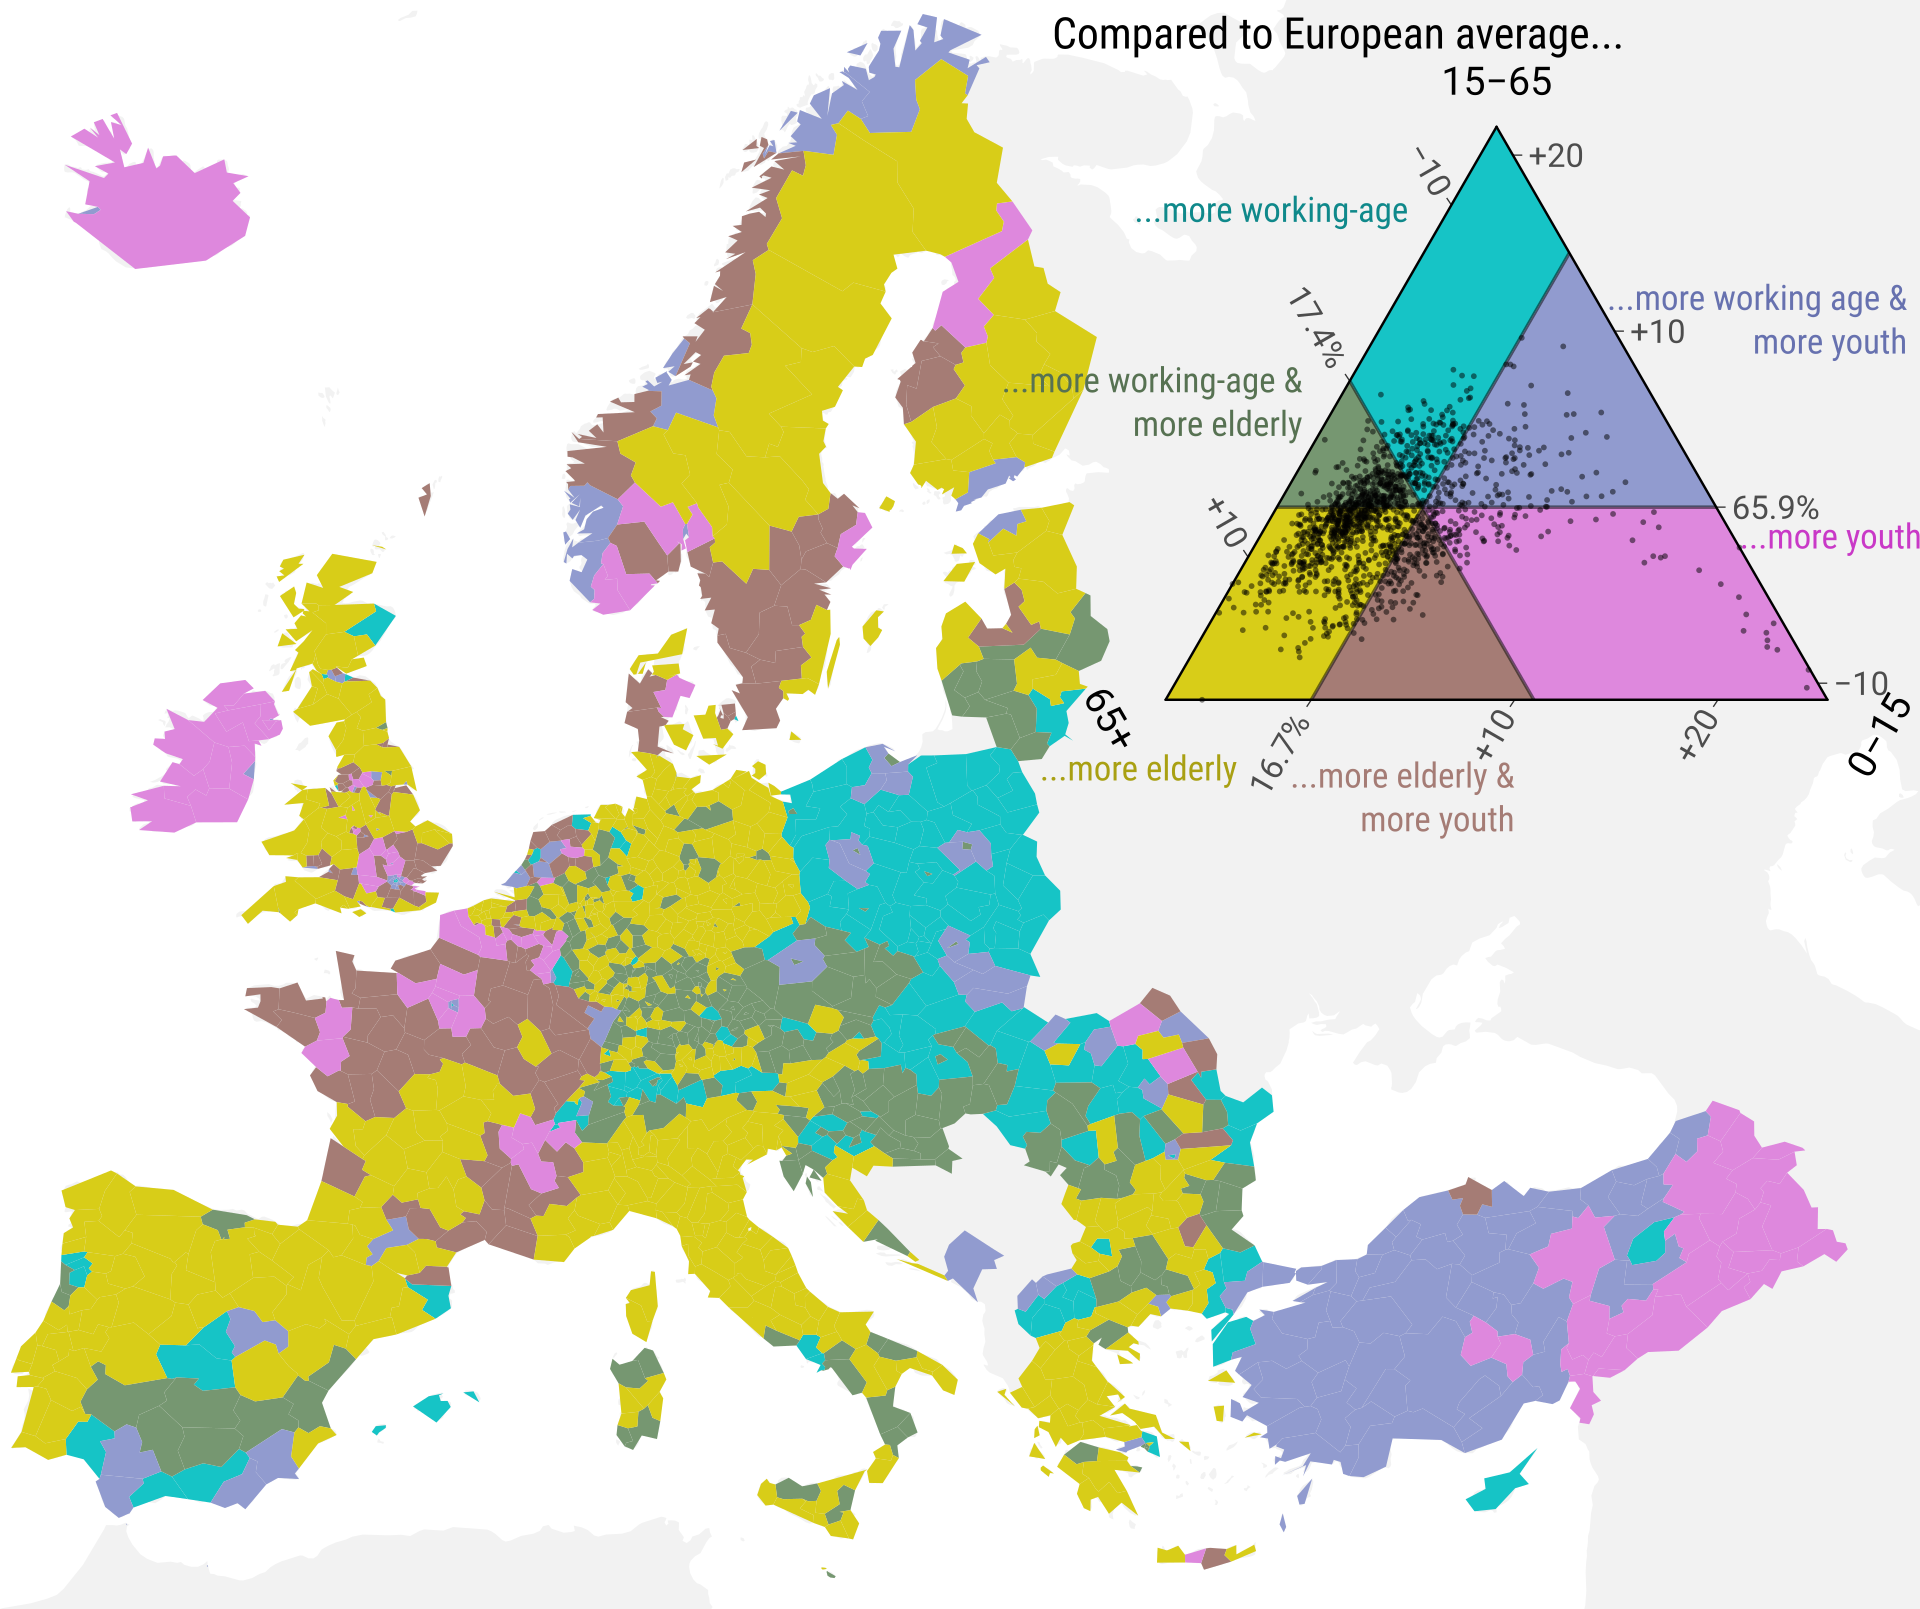 Compared to European average...
15–65
−10
+20
...more working-age
17.4%
...more working age &
more youth
+10
...more working-age &
more elderly
+10
65.9%
...more youth
−10
65+
0–15
16.7%
+10
+20
...more elderly
...more elderly &
more youth